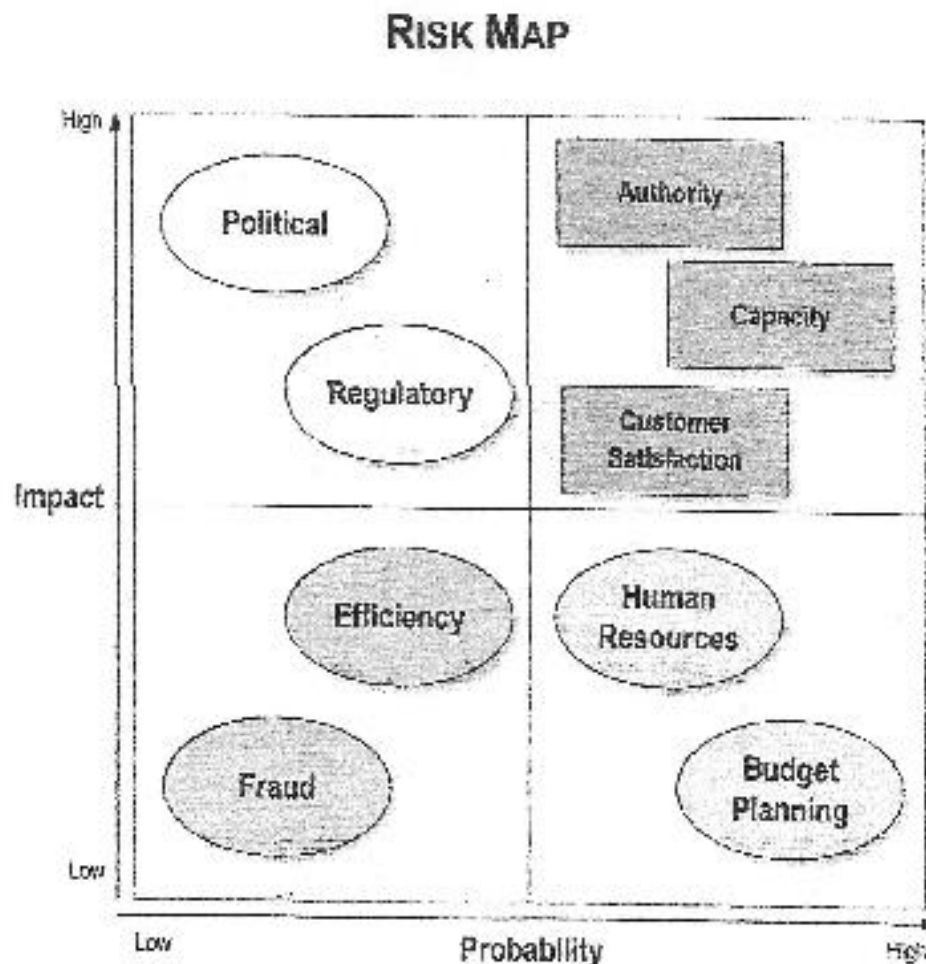 RISK MAP
High
Political
Authority
Capacity
Regulatory
Customer
Satisfaction
Impact
Efficiency
Human
Resources
Fraud
Budget
Planning
Low
Low
Probability
High